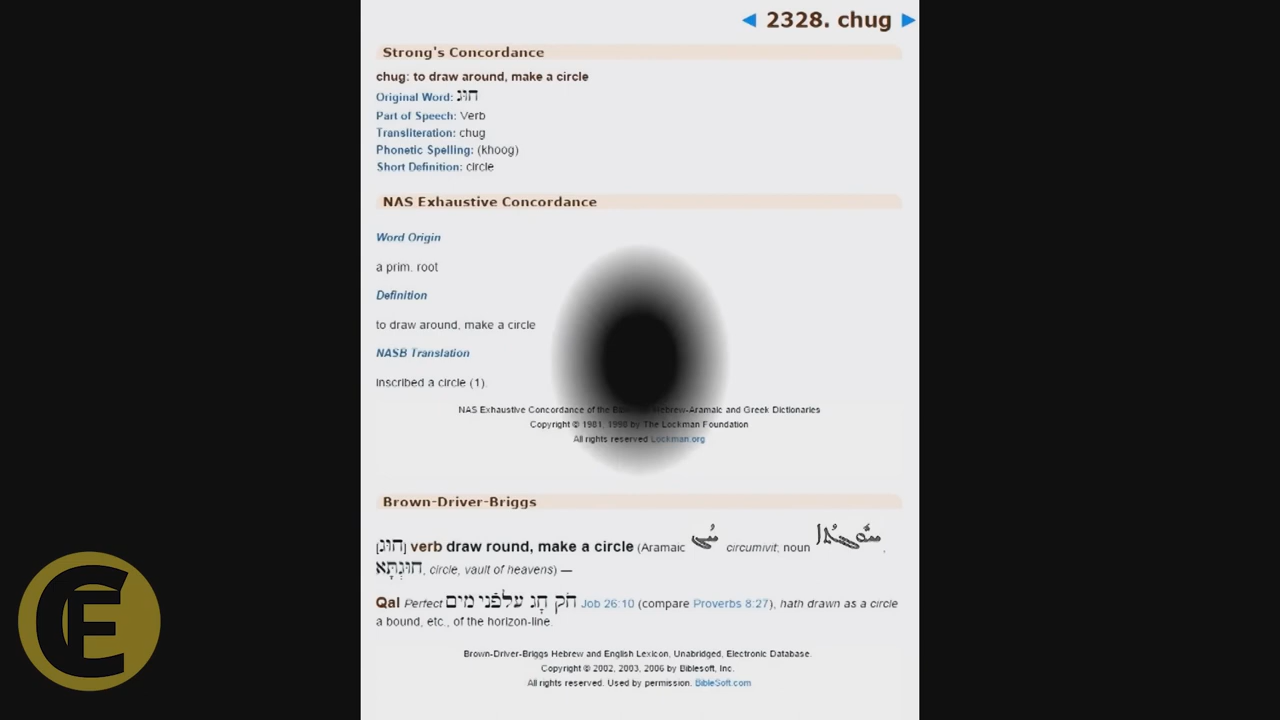 2328. chug
Strong's Concordance
chug: to draw around, make a circle
Original Word: חוּג
Part of Speech: Verb
Transliteration: chug
Phonetic Spelling: (khoog)
Short Definition: circle
NAS Exhaustive Concordance
Word Origin
a prim. root
Definition
to draw around, make a circle
NASB Translation
inscribed a circle (1).
NAS Exhaustive Concordance of the Hebrew-Aramaic and Greek Dictionaries
Copyright © 1981, 1998 by The Lockman Foundation
All rights reserved Lockman.org
Brown-Driver-Briggs
[חוּג] verb draw round, make a circle (Aramaic circumivit; noun ,
חוּגְתָּא, circle, vault of heavens) —
Qal Perfect חֹק חָג עלמְּֿני מים Job 26:10 (compare Proverbs 8:27), hath drawn as a circle
a bound, etc., of the horizon-line.
Brown-Driver-Briggs Hebrew and English Lexicon, Unabridged, Electronic Database.
Copyright © 2002, 2003, 2006 by Biblesoft, Inc.
All rights reserved. Used by permission. BibleSoft.com
CE